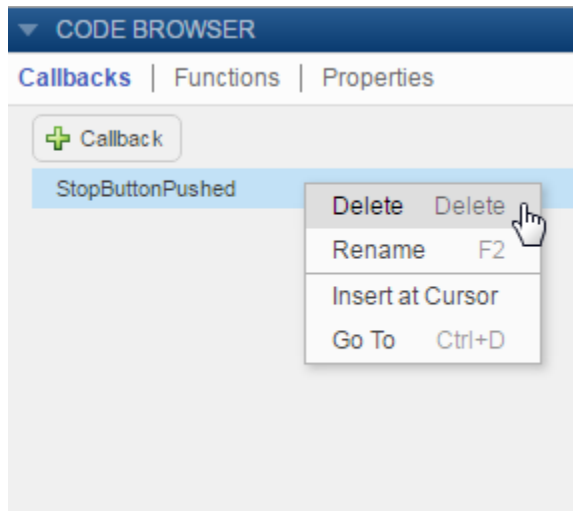 CODE BROWSER
Callbacks | Functions | Properties
Callback
StopButtonPushed
Delete Delete
Rename F2
Insert at Cursor
Go To Ctrl+D